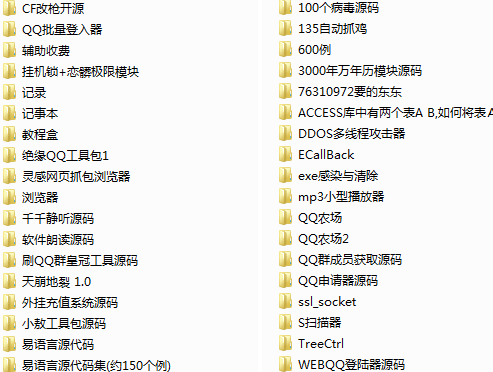 CF改枪开源
QQ批量登入器
辅助收费
挂机锁+恋髒极限模块
记录
记事本
教程盒
绝缘QQ工具包1
灵感网页抓包浏览器
浏览器
千千静听源码
软件朗读源码
刷QQ群皇冠工具源码
天崩地裂 1.0
外挂充值系统源码
小敖工具包源码
易语言源代码
易语言源代码集(约150个例)
100个病毒源码
135自动抓鸡
600例
3000年万年历模块源码
76310972要的东东
ACCESS库中有两个表A B,如何将表A
DDOS多线程攻击器
ECallBack
exe感染与清除
mp3小型播放器
QQ农场
QQ农场2
QQ群成员获取源码
QQ申请器源码
ssl_socket
S扫描器
TreeCtrl
WEBQQ登陆器源码